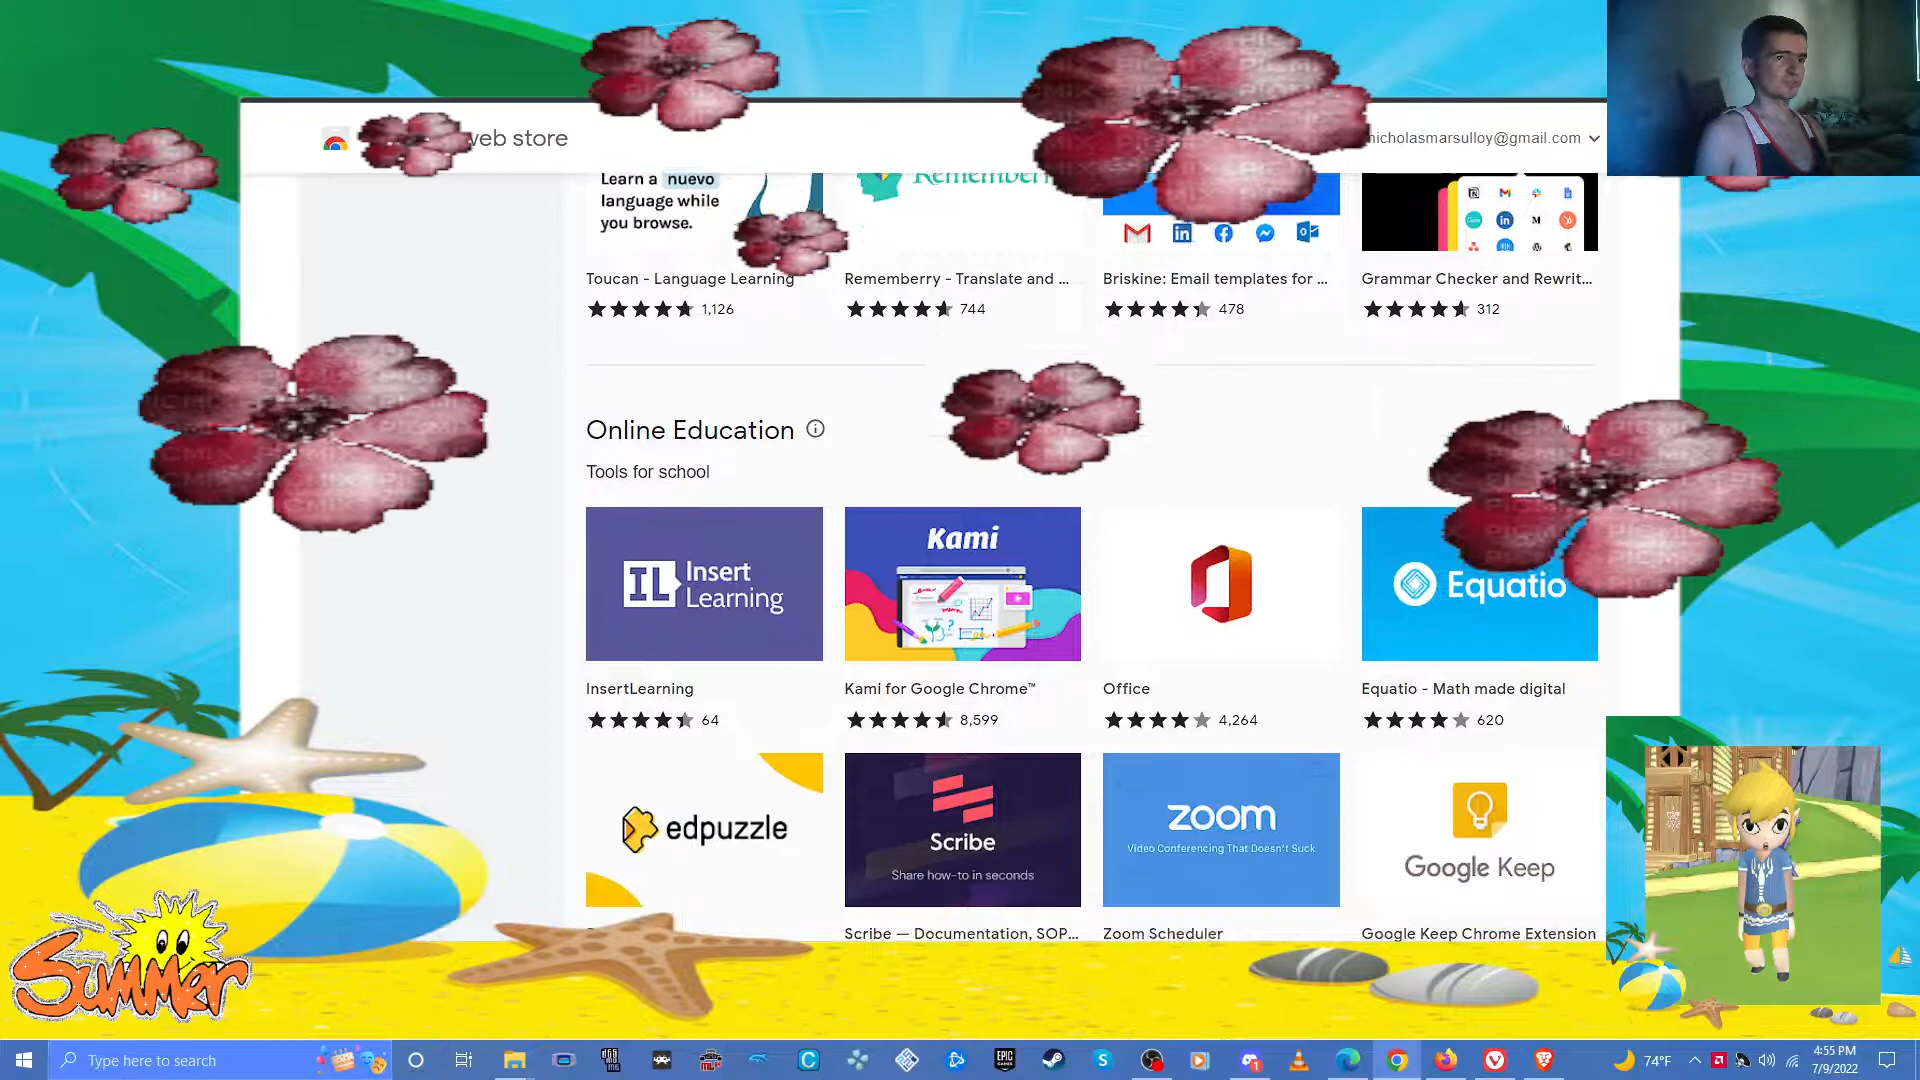 web store
nicholasmarsulloy@gmail.com
Learn a nuevo
language while
you browse.
Rememberry
Toucan - Language Learning
Rememberry - Translate and ...
Briskine: Email templates for ...
Grammar Checker and Rewrit...
1,126
744
478
312
Online Education
Tools for school
IL Insert
Learning
Kami
Equatio
InsertLearning
Kami for Google Chrome™
Office
Equatio - Math made digital
64
8,599
4,264
620
edpuzzle
Scribe
Share how-to in seconds
zoom
Video Conferencing That Doesn't Suck
Google Keep
Scribe — Documentation, SOP...
Zoom Scheduler
Google Keep Chrome Extension
Summer
Type here to search
EPIC
GAMES
74°F
4:55 PM
7/9/2022